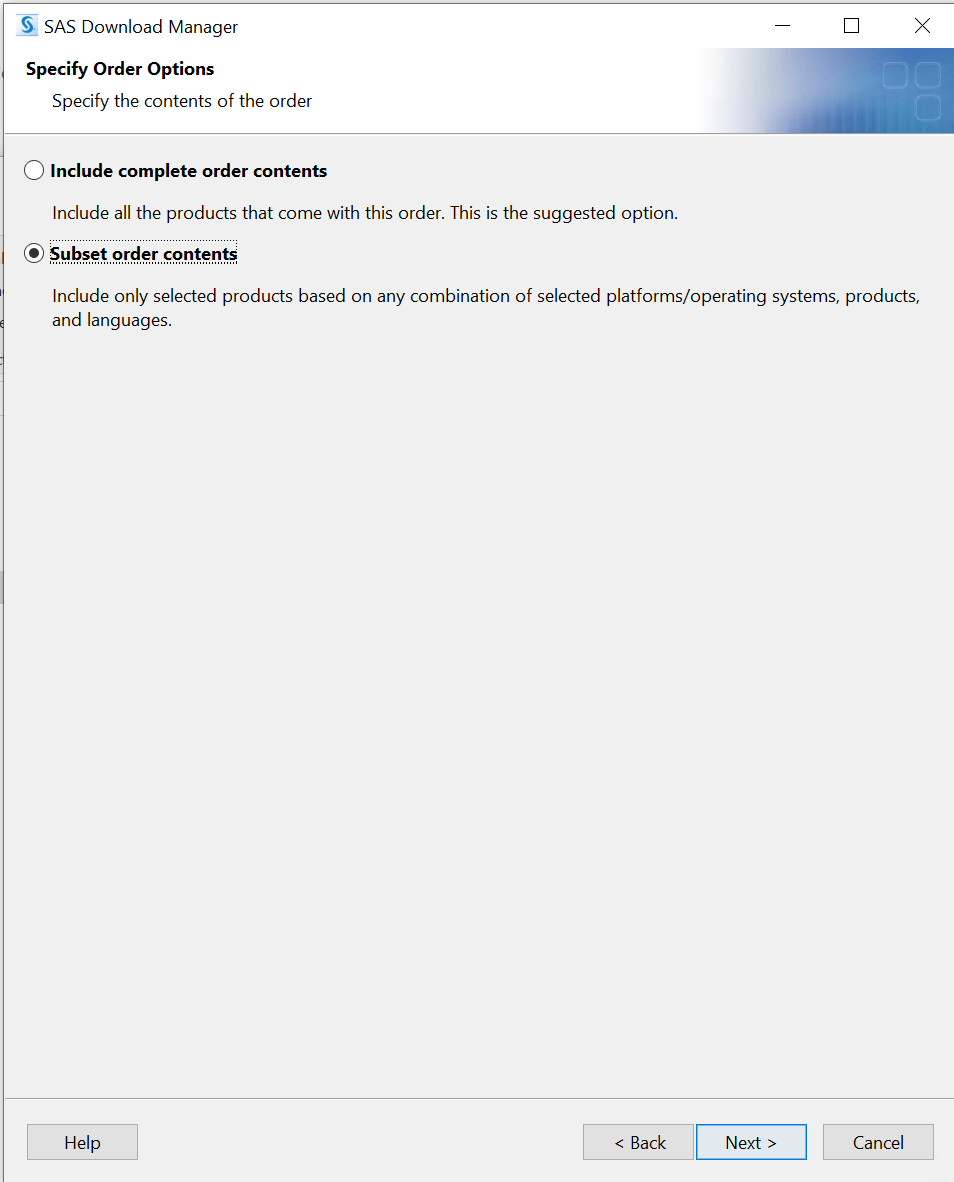 SAS Download Manager
Specify Order Options
Specify the contents of the order
Include complete order contents
Include all the products that come with this order. This is the suggested option.
Subset order contents
Include only selected products based on any combination of selected platforms/operating systems, products,
and languages.
Help
< Back
Next >
Cancel